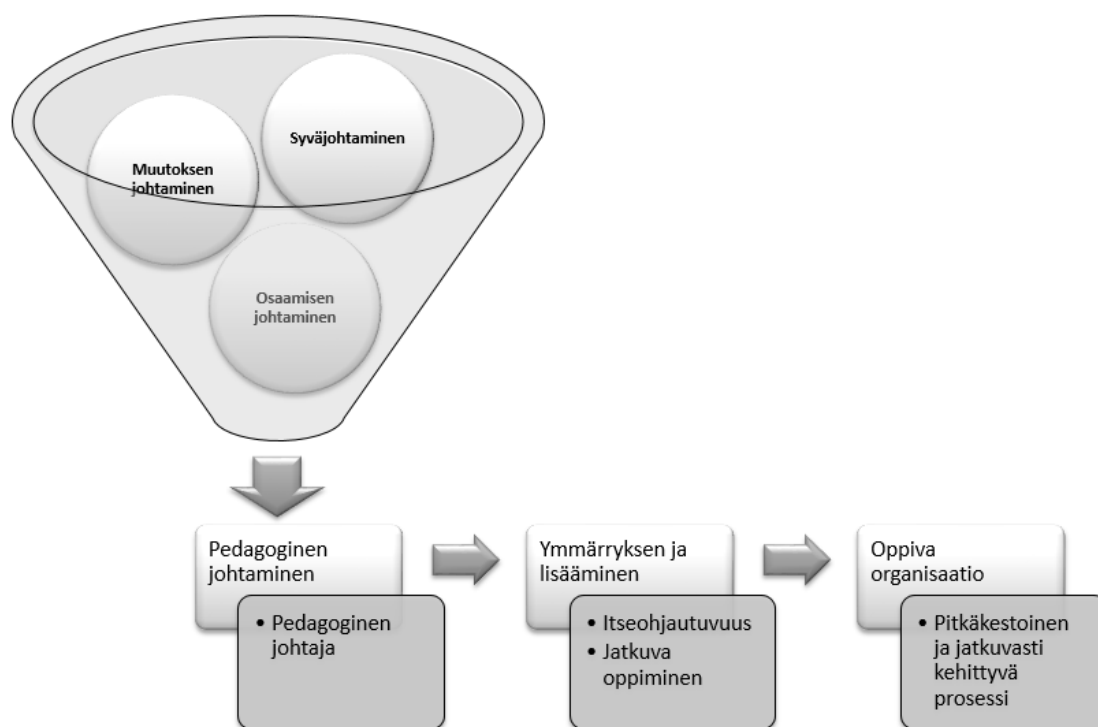 Syväjohtaminen
Muutoksen
johtaminen
Osaamisen
johtaminen
Pedagoginen
johtaminen
• Pedagoginen
johtaja
Ymmärryksen ja
lisääminen
• Itseohjautuvuus
• Jatkuva
oppiminen
Oppiva
organisaatio
• Pitkäkestoinen
ja jatkuvasti
kehittyvä
prosessi